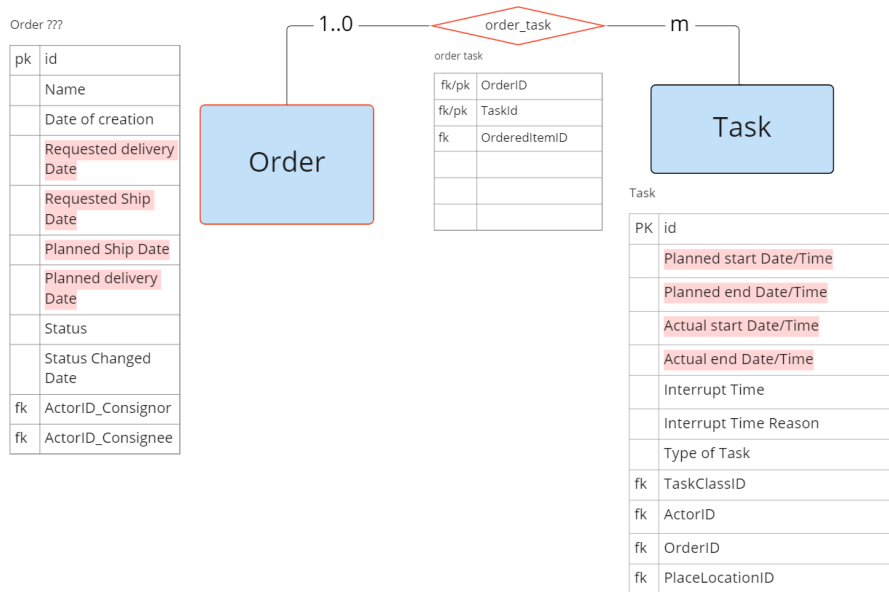 Order ???
pk id
Name
Date of creation
Requested delivery
Date
Requested Ship
Date
Planned Ship Date
Planned delivery
Date
Status
Status Changed
Date
fk ActorID_Consignor
fk ActorID_Consignee
1..0
order_task
m
order task
fk/pk OrderID
fk/pk TaskId
fk OrderedItemID
Order
Task
Task
PK id
Planned start Date/Time
Planned end Date/Time
Actual start Date/Time
Actual end Date/Time
Interrupt Time
Interrupt Time Reason
Type of Task
fk TaskClassID
fk ActorID
fk OrderID
fk PlaceLocationID